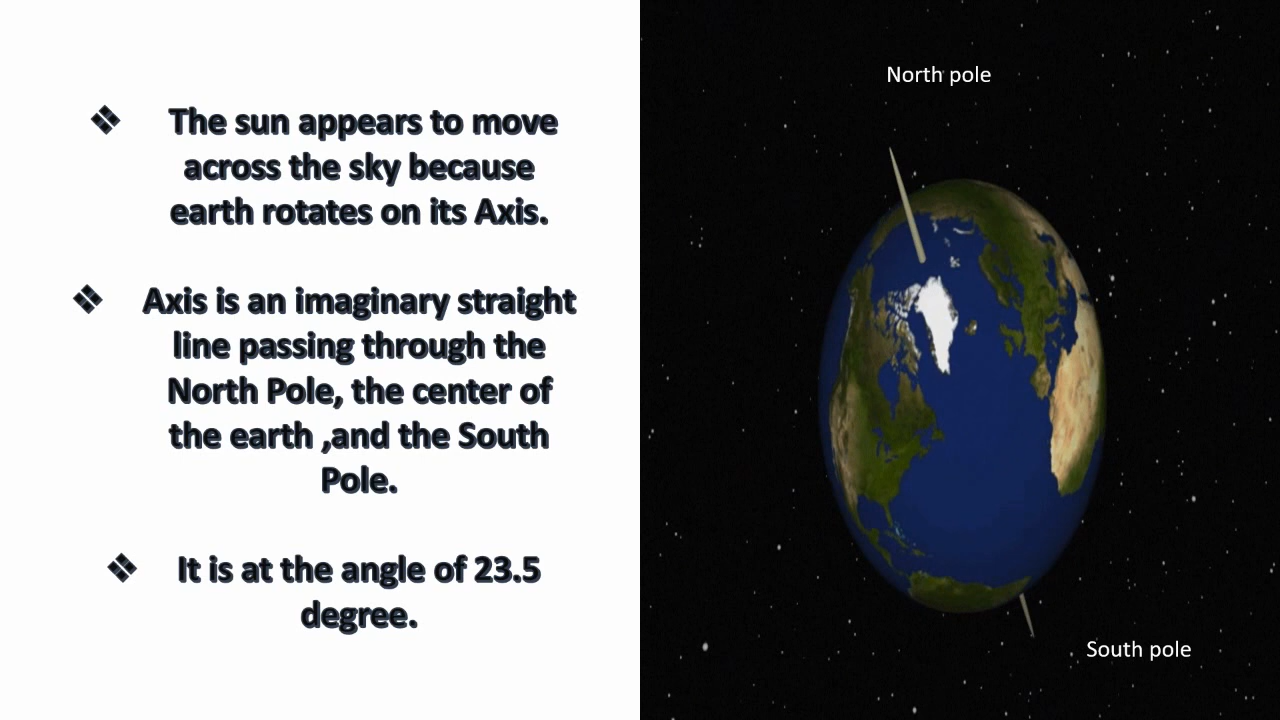 ❖ The sun appears to move
across the sky because
earth rotates on its Axis.
❖ Axis is an imaginary straight
line passing through the
North Pole, the center of
the earth ,and the South
Pole.
❖ It is at the angle of 23.5
degree.
North pole
South pole